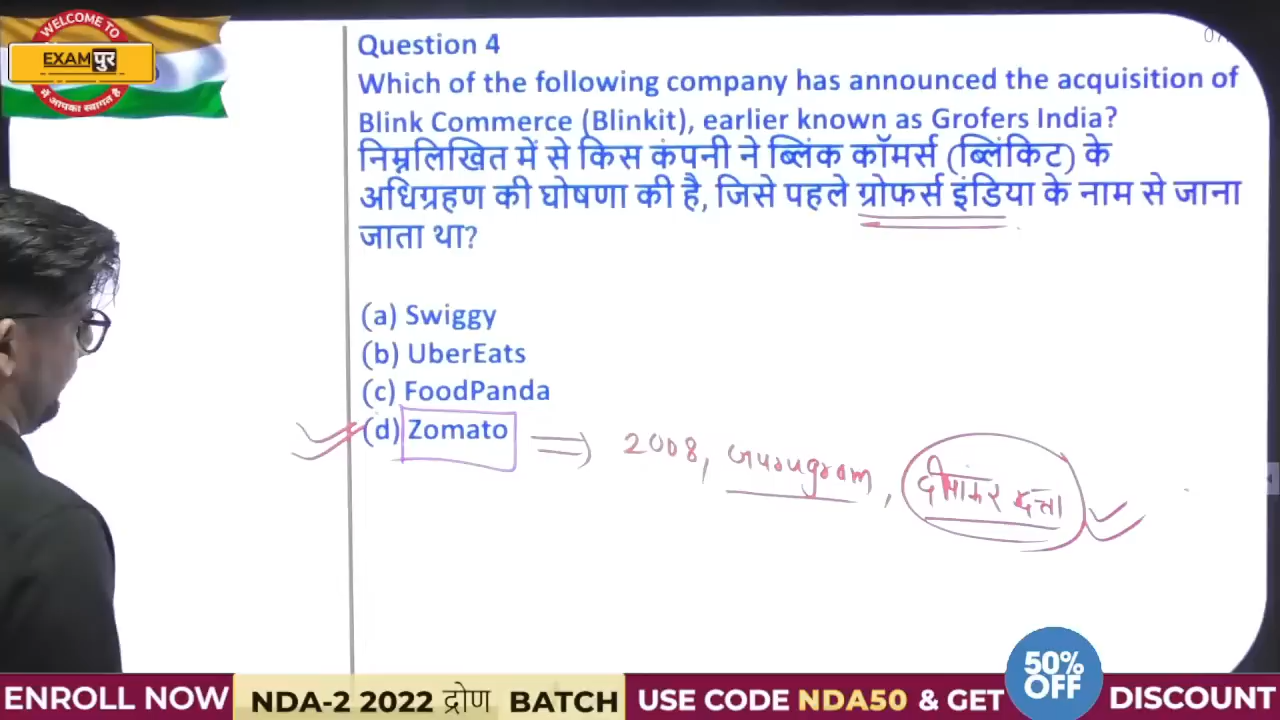 WELCOME TO
EXAMपुर
में आपका स्वागत है
Question 4
Which of the following company has announced the acquisition of
Blink Commerce (Blinkit), earlier known as Grofers India?
निम्नलिखित में से किस कंपनी ने ब्लिंक कॉमर्स (ब्लिंकिट) के
अधिग्रहण की घोषणा की है, जिसे पहले ग्रोफर्स इंडिया के नाम से जाना
जाता था?
(a) Swiggy
(b) UberEats
(c) FoodPanda
(d) Zomato ⇒ 2008, Gurugram,
50%
OFF
ENROLL NOW NDA-2 2022 द्रोण BATCH USE CODE NDA50 & GET DISCOUNT